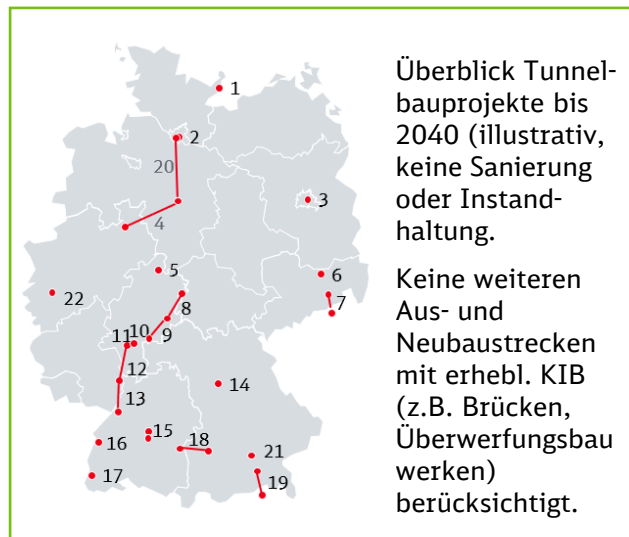 Überblick Tunnel-
bauprojekte bis
2040 (illustrativ,
keine Sanierung
oder Instand-
haltung.
Keine weiteren
Aus- und
Neubaustrecken
mit erhebl. KIB
(z.B. Brücken,
Überwerfungsbau
werken)
berücksichtigt.
1
2
20
3
4
5
6
22
7
8
11
10
9
12
14
13
15
16
18
21
17
19